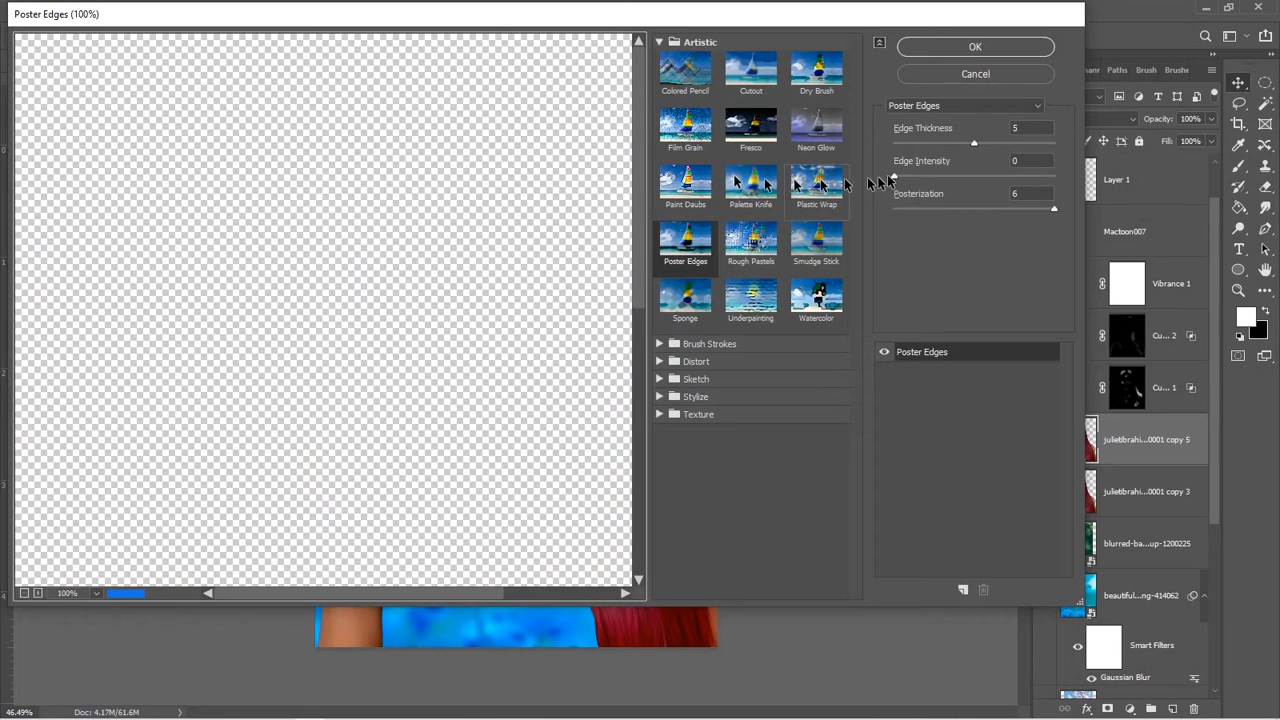 Poster Edges (100%)
Artistic
Colored Pencil
Cutout
Dry Brush
Film Grain
Fresco
Neon Glow
Paint Daubs
Palette Knife
Plastic Wrap
Poster Edges
Rough Pastels
Smudge Stick
Sponge
Underpainting
Watercolor
Brush Strokes
Distort
Sketch
Stylize
Texture
100%
OK
Cancel
Poster Edges
Edge Thickness 5
Edge Intensity 0
Posterization 6
Poster Edges
Paths Brush Brushe
Opacity: 100%
Fill: 100%
Layer 1
Mactoon007
Vibrance 1
Cu... 2
Cu... 1
julietibrahi...0001 copy 5
julietibrahi...0001 copy 3
blurred-ba...up-1200225
beautiful...ng-414062
Smart Filters
Gaussian Blur
46.49% Doc: 4.17M/61.6M